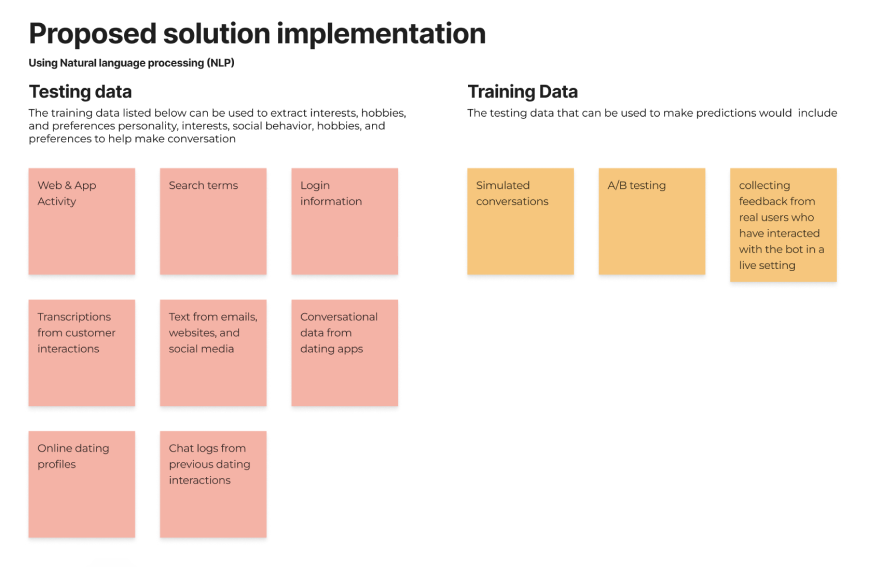 Proposed solution implementation
Using Natural language processing (NLP)
Testing data
The training data listed below can be used to extract interests, hobbies,
and preferences personality, interests, social behavior, hobbies, and
preferences to help make conversation
Web & App
Activity
Search terms
Login
information
Transcriptions
from customer
interactions
Text from emails,
websites, and
social media
Conversational
data from
dating apps
Online dating
profiles
Chat logs from
previous dating
interactions
Training Data
The testing data that can be used to make predictions would  include
Simulated
conversations
A/B testing
collecting
feedback from
real users who
have interacted
with the bot in a
live setting